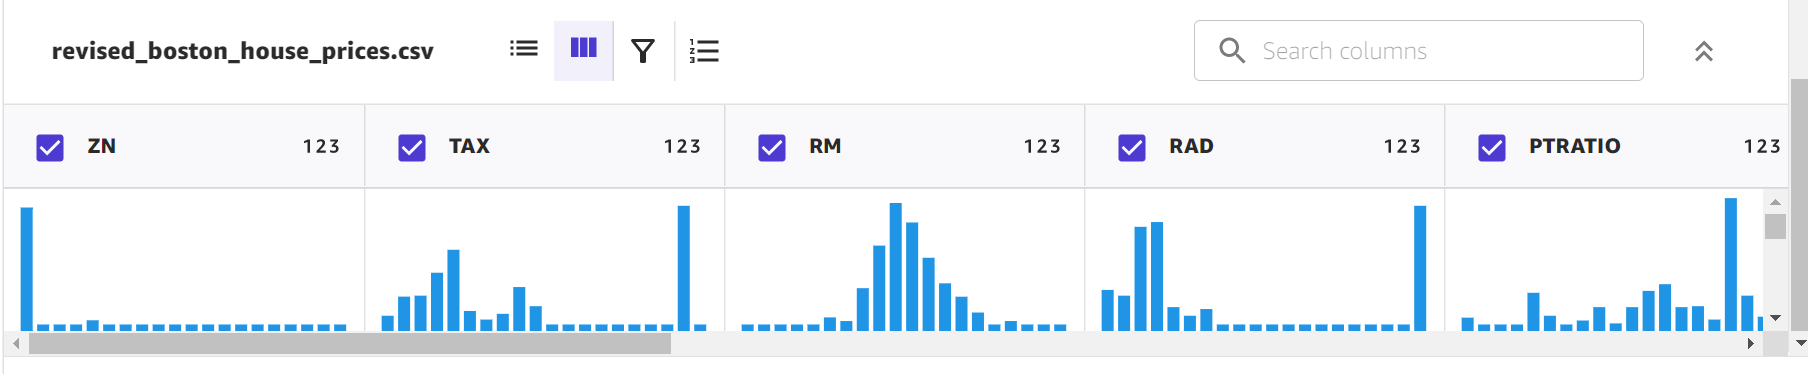 revised_boston_house_prices.csv
Search columns
ZN 123 TAX 123 RM 123 RAD 123 PTRATIO 123